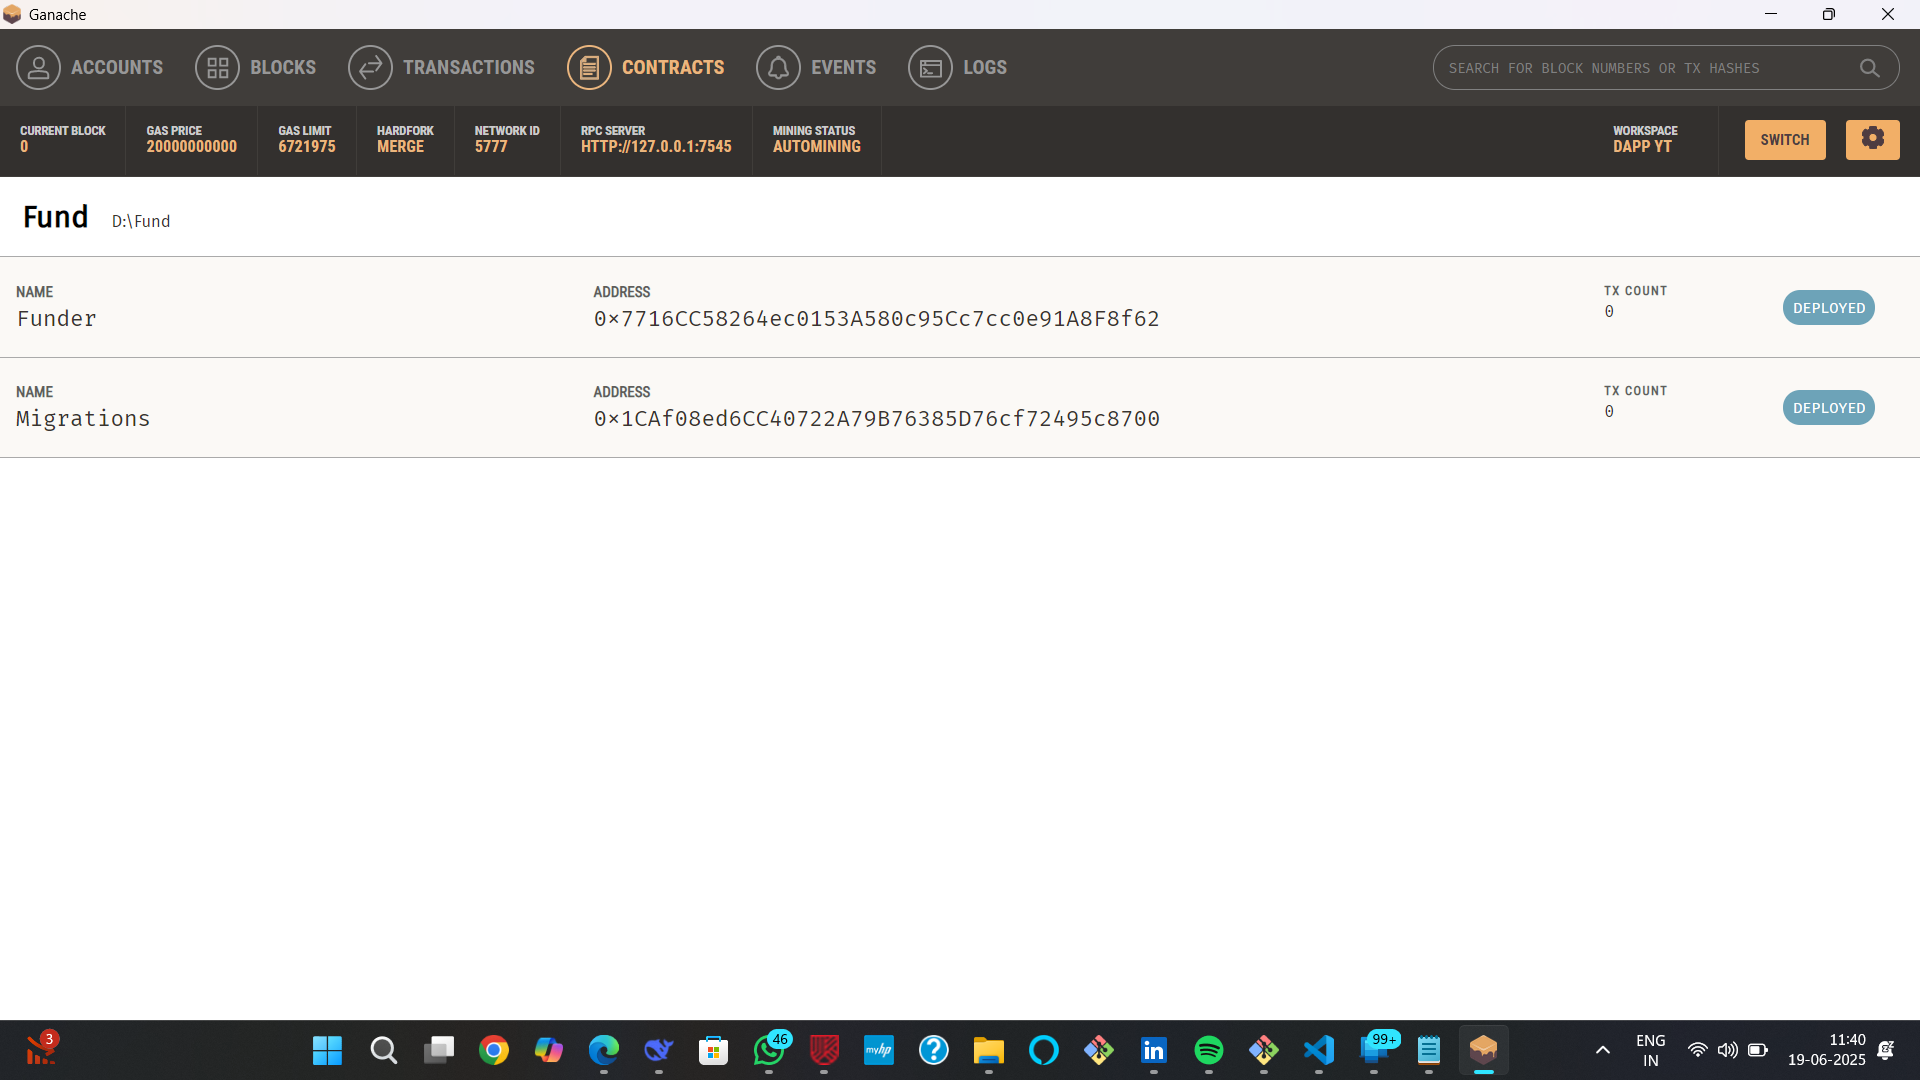 Ganache
ACCOUNTS BLOCKS TRANSACTIONS CONTRACTS EVENTS LOGS SEARCH FOR BLOCK NUMBERS OR TX HASHES
CURRENT BLOCK GAS PRICE GAS LIMIT HARDFORK NETWORK ID RPC SERVER MINING STATUS WORKSPACE
0 20000000000 6721975 MERGE 5777 HTTP://127.0.0.1:7545 AUTOMINING DAPP YT SWITCH
Fund D:\Fund
NAME ADDRESS TX COUNT
Funder 0×7716CC58264ec0153A580c95Cc7cc0e91A8F8f62 0 DEPLOYED
NAME ADDRESS TX COUNT
Migrations 0×1CAf08ed6CC40722A79B76385D76cf72495c8700 0 DEPLOYED
3 46 myhp in 99+ ENG 11:40
IN 19-06-2025